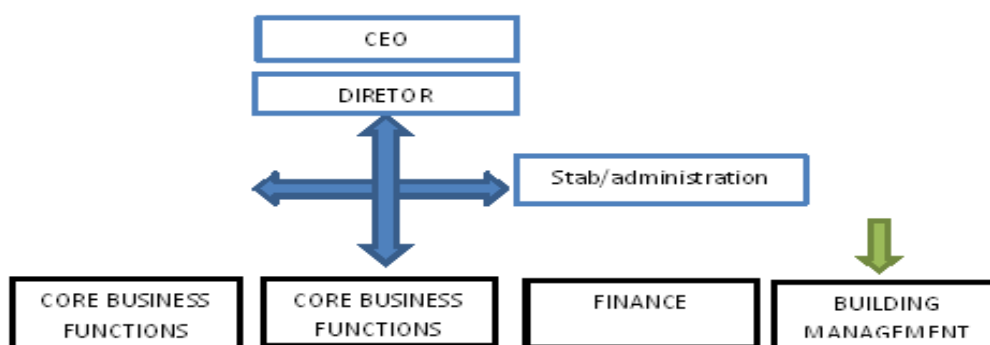 CEO
DIRETOR
Stab/administration
CORE BUSINESS
FUNCTIONS
CORE BUSINESS
FUNCTIONS
FINANCE
BUILDING
MANAGEMENT